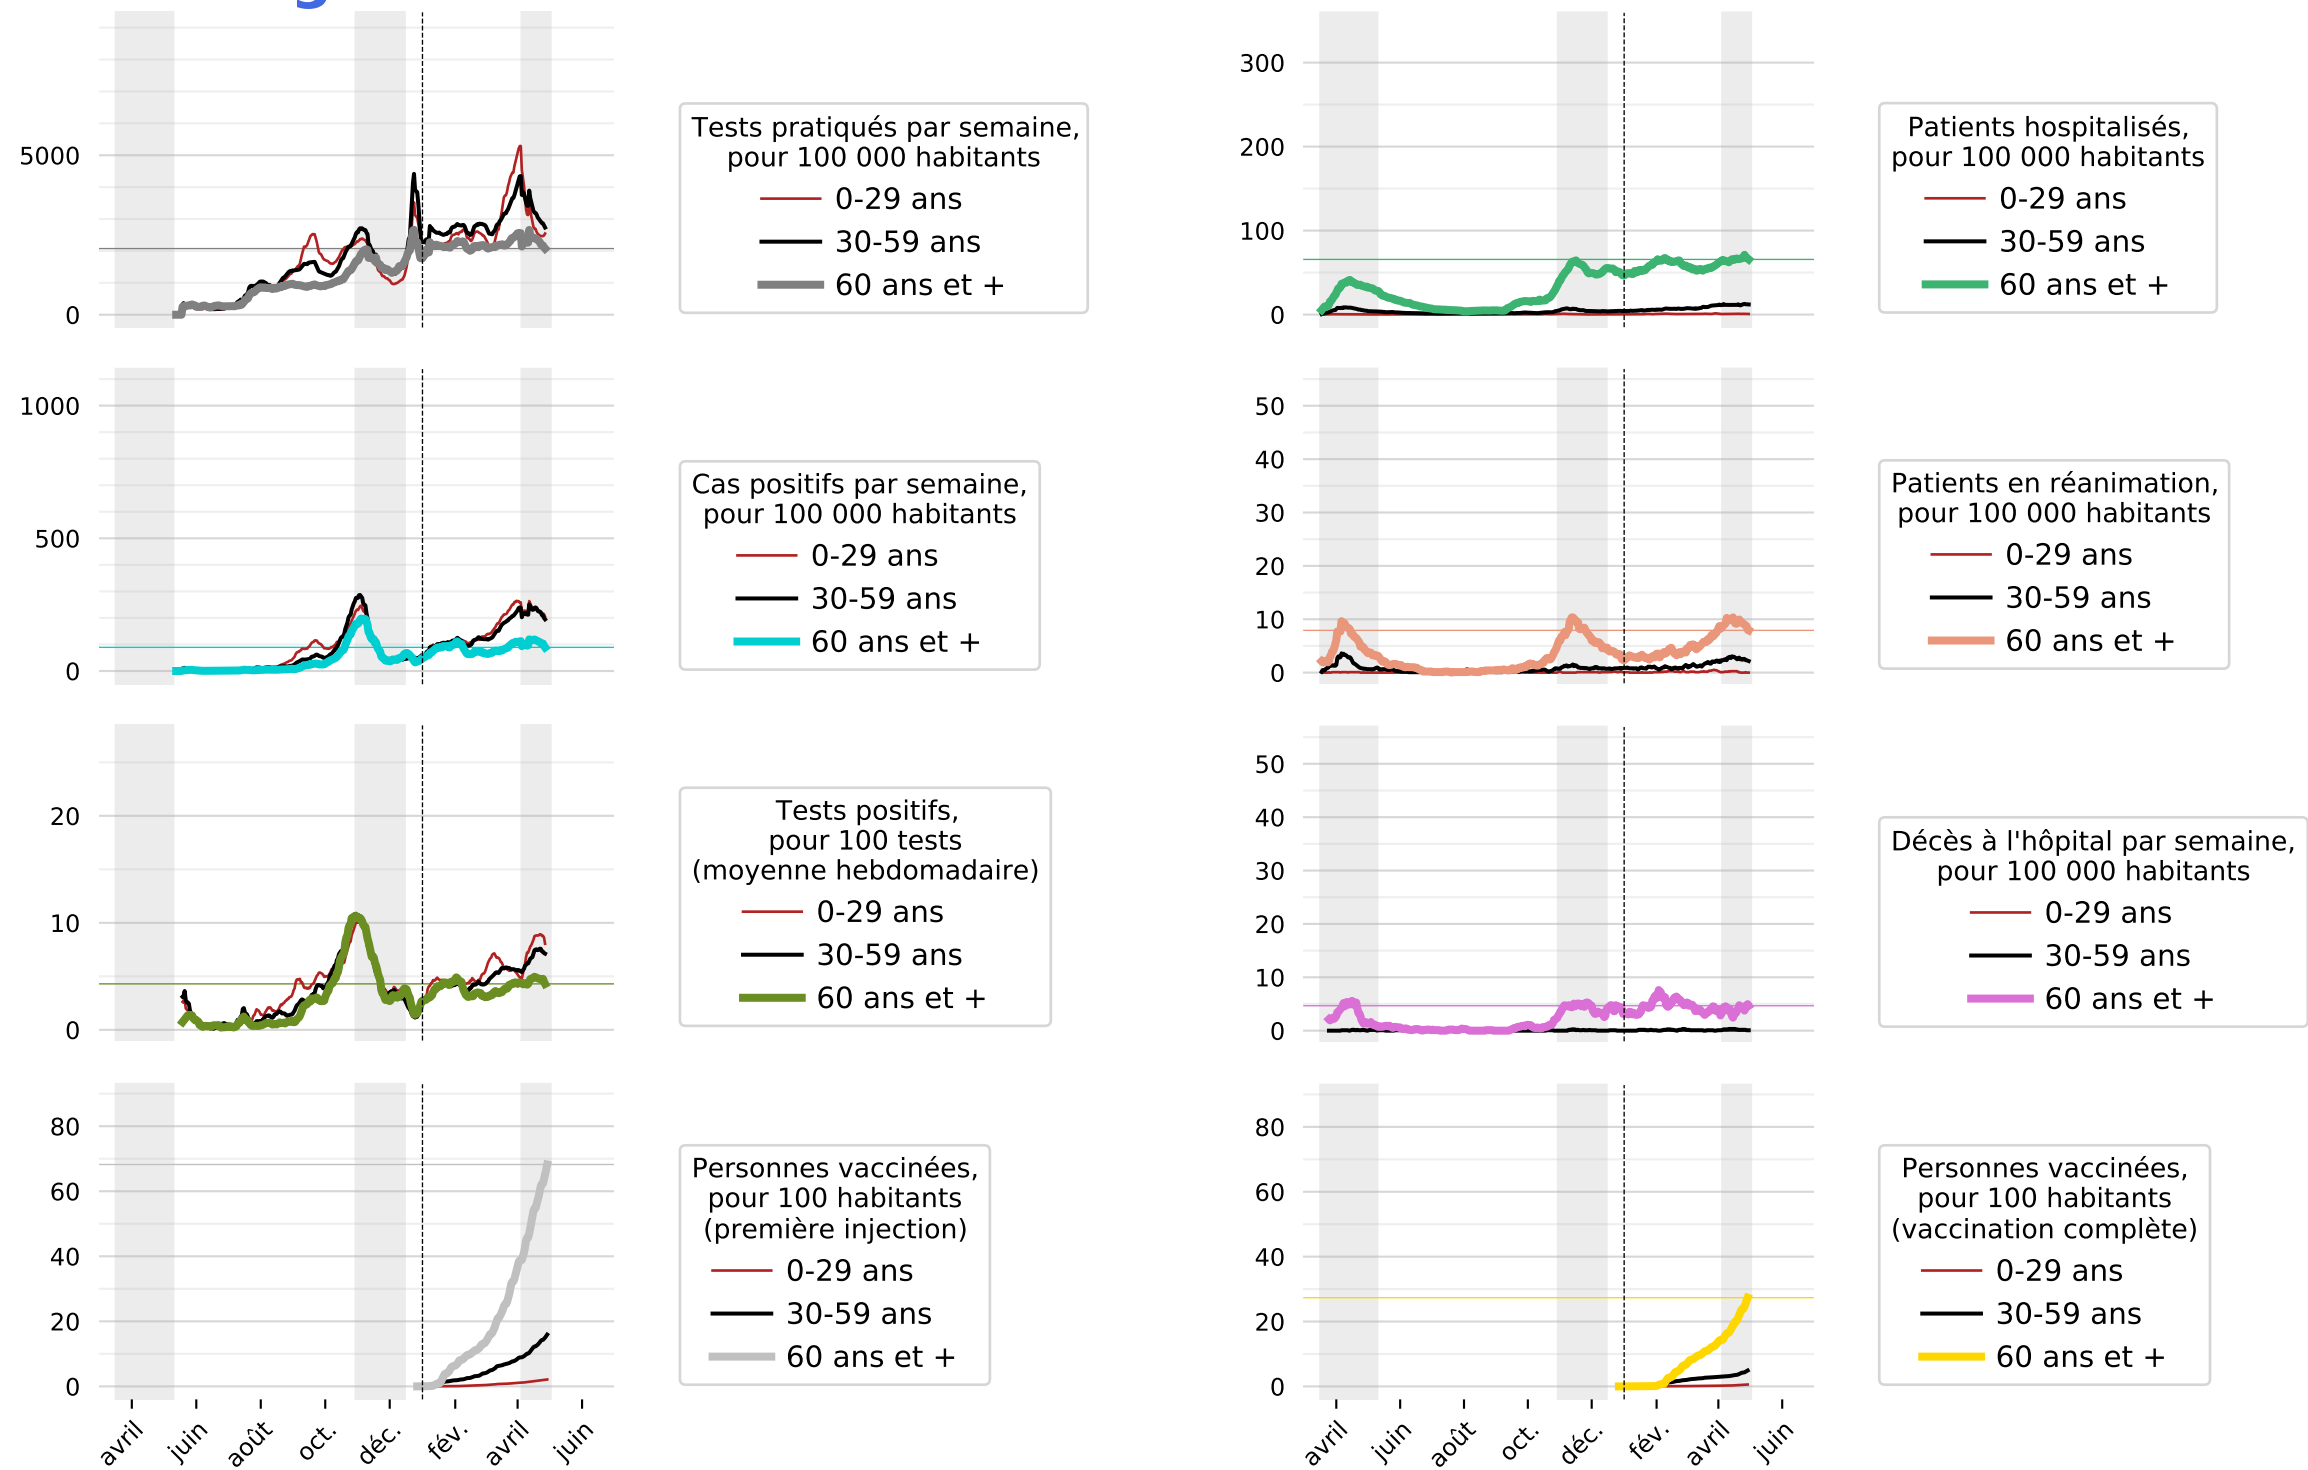 5000
0
Tests pratiqués par semaine,
pour 100 000 habitants
0-29 ans
30-59 ans
60 ans et +
300
200
100
0
Patients hospitalisés,
pour 100 000 habitants
0-29 ans
30-59 ans
60 ans et +
1000
500
0
Cas positifs par semaine,
pour 100 000 habitants
0-29 ans
30-59 ans
60 ans et +
50
40
30
20
10
0
Patients en réanimation,
pour 100 000 habitants
0-29 ans
30-59 ans
60 ans et +
20
10
0
Tests positifs,
pour 100 tests
(moyenne hebdomadaire)
0-29 ans
30-59 ans
60 ans et +
50
40
30
20
10
0
Décès à l'hôpital par semaine,
pour 100 000 habitants
0-29 ans
30-59 ans
60 ans et +
80
60
40
20
0
Personnes vaccinées,
pour 100 habitants
(première injection)
0-29 ans
30-59 ans
60 ans et +
avril juin août oct. déc. fév. avril juin
80
60
40
20
0
Personnes vaccinées,
pour 100 habitants
(vaccination complète)
0-29 ans
30-59 ans
60 ans et +
avril juin août oct. déc. fév. avril juin